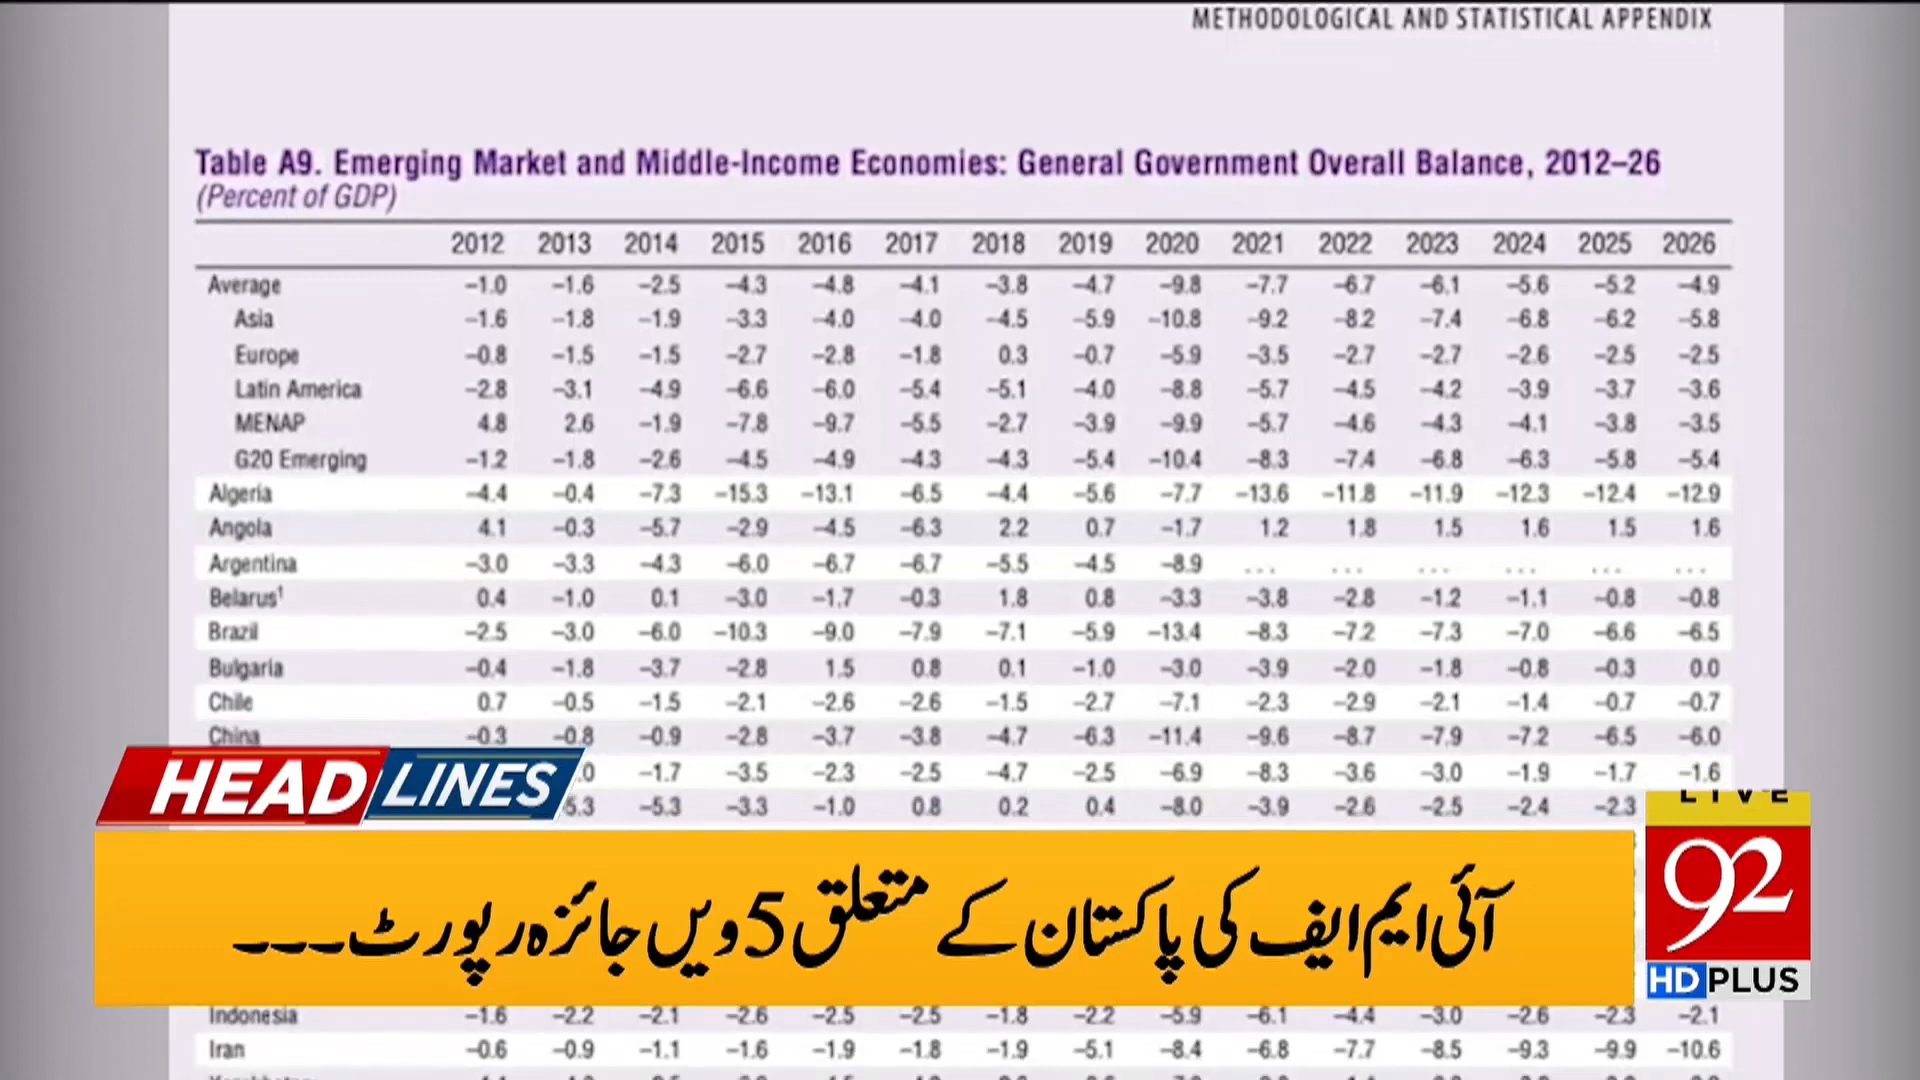 METHODOLOGICAL AND STATISTICAL APPENDIX
Table A9. Emerging Market and Middle-Income Economies: General Government Overall Balance, 2012–26
(Percent of GDP)
2012 2013 2014 2015 2016 2017 2018 2019 2020 2021 2022 2023 2024 2025 2026
Average –1.0 –1.6 –2.5 –4.3 –4.8 –4.1 –3.8 –4.7 –9.8 –7.7 –6.7 –6.1 –5.6 –5.2 –4.9
Asia –1.6 –1.8 –1.9 –3.3 –4.0 –4.0 –4.5 –5.9 –10.8 –9.2 –8.2 –7.4 –6.8 –6.2 –5.8
Europe –0.8 –1.5 –1.5 –2.7 –2.8 –1.8 0.3 –0.7 –5.9 –3.5 –2.7 –2.7 –2.6 –2.5 –2.5
Latin America –2.8 –3.1 –4.9 –6.6 –6.0 –5.4 –5.1 –4.0 –8.8 –5.7 –4.5 –4.2 –3.9 –3.7 –3.6
MENAP 4.8 2.6 –1.9 –7.8 –9.7 –5.5 –2.7 –3.9 –9.9 –5.7 –4.6 –4.3 –4.1 –3.8 –3.5
G20 Emerging –1.2 –1.8 –2.6 –4.5 –4.9 –4.3 –4.3 –5.4 –10.4 –8.3 –7.4 –6.8 –6.3 –5.8 –5.4
Algeria –4.4 –0.4 –7.3 –15.3 –13.1 –6.5 –4.4 –5.6 –7.7 –13.6 –11.8 –11.9 –12.3 –12.4 –12.9
Angola 4.1 –0.3 –5.7 –2.9 –4.5 –6.3 2.2 0.7 –1.7 1.2 1.8 1.5 1.6 1.5 1.6
Argentina –3.0 –3.3 –4.3 –6.0 –6.7 –6.7 –5.5 –4.5 –8.9 ... ... ... ... ... ...
Belarus¹ 0.4 –1.0 0.1 –3.0 –1.7 –0.3 1.8 0.8 –3.3 –3.8 –2.8 –1.2 –1.1 –0.8 –0.8
Brazil –2.5 –3.0 –6.0 –10.3 –9.0 –7.9 –7.1 –5.9 –13.4 –8.3 –7.2 –7.3 –7.0 –6.6 –6.5
Bulgaria –0.4 –1.8 –3.7 –2.8 1.5 0.8 0.1 –1.0 –3.0 –3.9 –2.0 –1.8 –0.8 –0.3 0.0
Chile 0.7 –0.5 –1.5 –2.1 –2.6 –2.6 –1.5 –2.7 –7.1 –2.3 –2.9 –2.1 –1.4 –0.7 –0.7
China –0.3 –0.8 –0.9 –2.8 –3.7 –3.8 –4.7 –6.3 –11.4 –9.6 –8.7 –7.9 –7.2 –6.5 –6.0
.0 –1.7 –3.5 –2.3 –2.5 –4.7 –2.5 –6.9 –8.3 –3.6 –3.0 –1.9 –1.7 –1.6
5.3 –5.3 –3.3 –1.0 0.8 0.2 0.4 –8.0 –3.9 –2.6 –2.5 –2.4 –2.3
HEADLINES
LIVE
92
HD PLUS
آئی ایم ایف کی پاکستان کے متعلق 5 ویں جائزہ رپورٹ۔۔۔
Indonesia –1.6 –2.2 –2.1 –2.6 –2.5 –2.5 –1.8 –2.2 –5.9 –6.1 –4.4 –3.0 –2.6 –2.3 –2.1
Iran –0.6 –0.9 –1.1 –1.6 –1.9 –1.8 –1.9 –5.1 –8.4 –6.8 –7.7 –8.5 –9.3 –9.9 –10.6